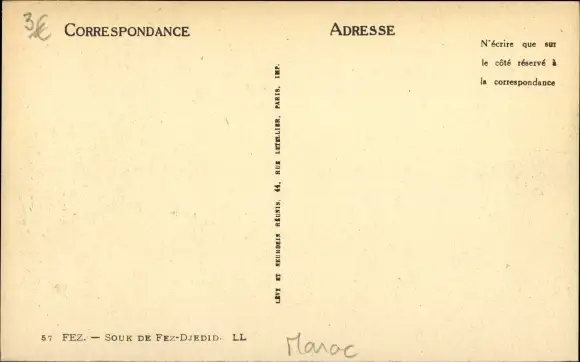 3€
CORRESPONDANCE
ADRESSE
N'écrire que sur
le côté réservé à
la correspondance
LÉVY ET NEURDEIN RÉUNIS, 44, RUE LETELLIER, PARIS, IMP.
57 FEZ. — SOUK DE FEZ-DJEDID. LL
Maroc